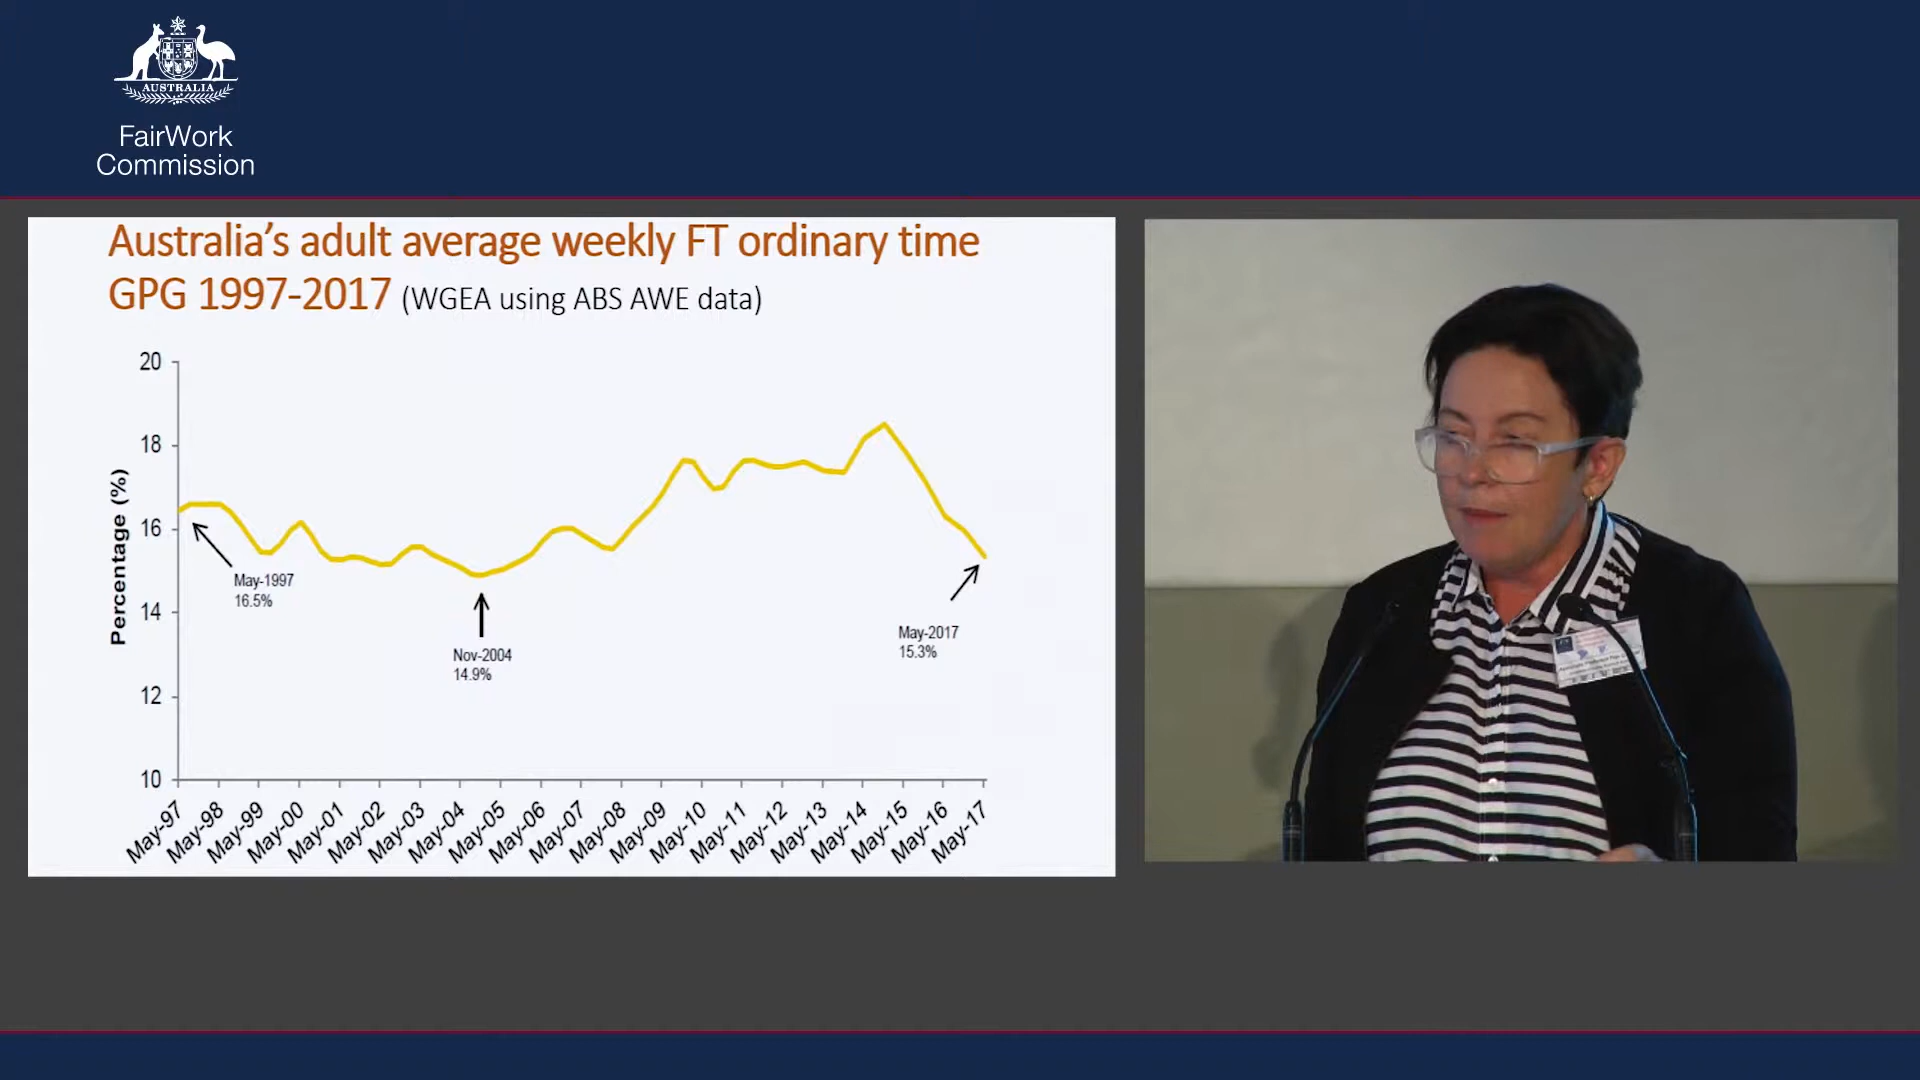 AUSTRALIA
FairWork
Commission
Australia's adult average weekly FT ordinary time
GPG 1997-2017 (WGEA using ABS AWE data)
Percentage (%)
20
18
16
14
12
10
May-1997
16.5%
Nov-2004
14.9%
May-2017
15.3%
May-97
May-98
May-99
May-00
May-01
May-02
May-03
May-04
May-05
May-06
May-07
May-08
May-09
May-10
May-11
May-12
May-13
May-14
May-15
May-16
May-17
Associate Professor